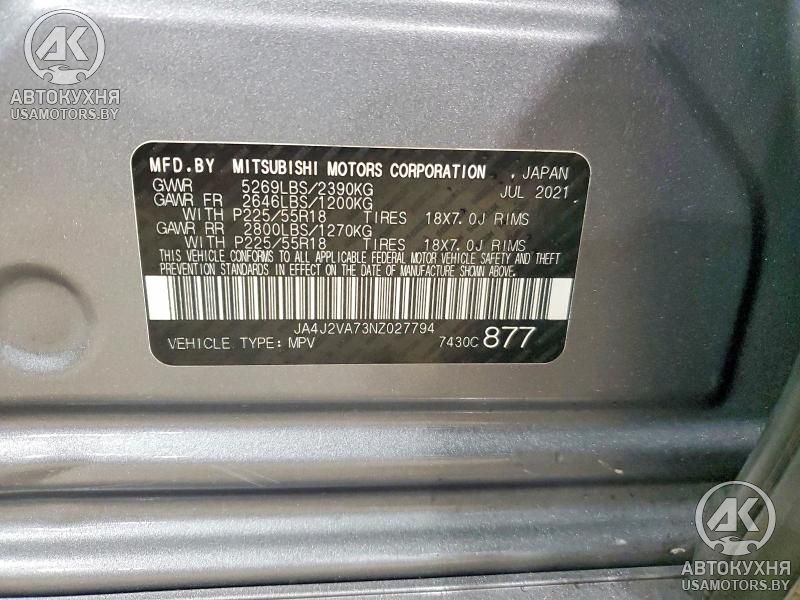 AK
АВТОКУХНЯ
USAMOTORS.BY
MFD.BY MITSUBISHI MOTORS CORPORATION , JAPAN
GVWR 5269LBS/2390KG JUL 2021
GAWR FR 2646LBS/1200KG
WITH P225/55R18 TIRES 18X7.0J RIMS
GAWR RR 2800LBS/1270KG
WITH P225/55R18 TIRES 18X7.0J RIMS
THIS VEHICLE CONFORMS TO ALL APPLICABLE FEDERAL MOTOR VEHICLE SAFETY AND THEFT
PREVENTION STANDARDS IN EFFECT ON THE DATE OF MANUFACTURE SHOWN ABOVE.
JA4J2VA73NZ027794
VEHICLE TYPE: MPV 7430C 877
AK
АВТОКУХНЯ
USAMOTORS.BY